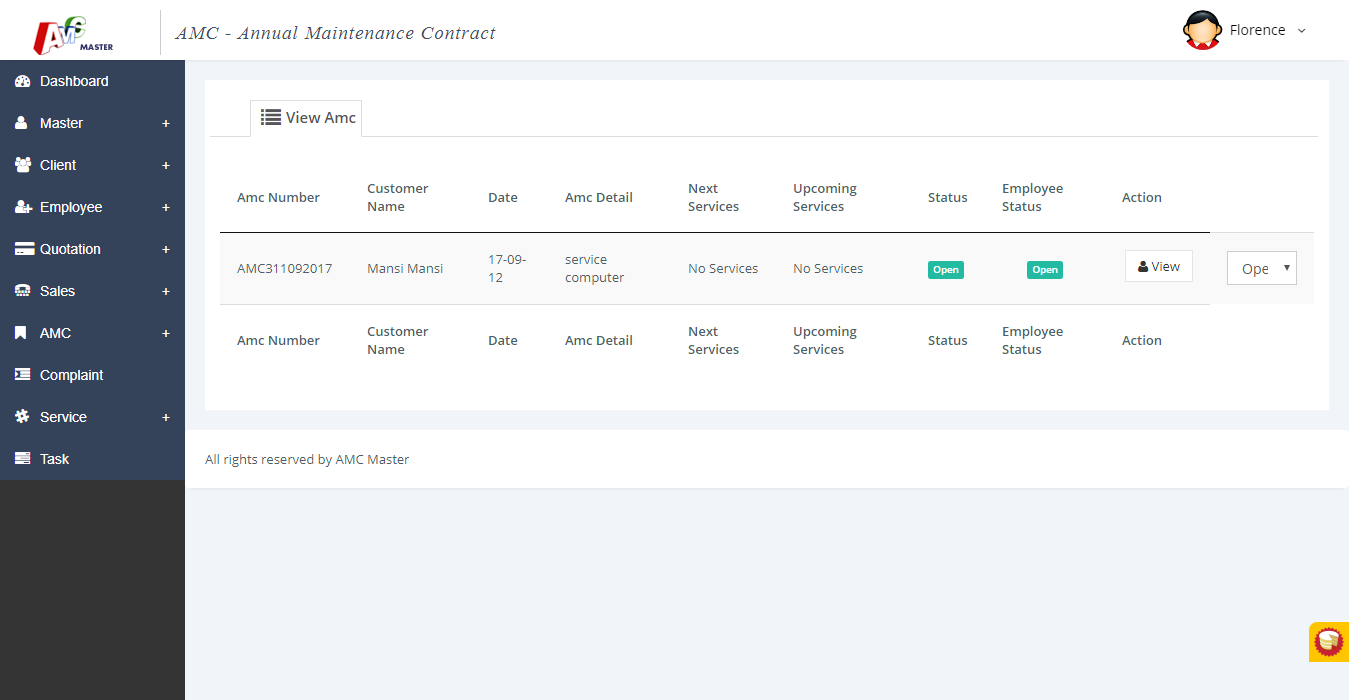 AMC MASTER
AMC - Annual Maintenance Contract
Florence
Dashboard
Master +
Client +
Employee +
Quotation +
Sales +
AMC +
Complaint
Service +
Task
View Amc
Amc Number Customer Name Date Amc Detail Next Services Upcoming Services Status Employee Status Action
AMC311092017 Mansi Mansi 17-09-12 service computer No Services No Services Open Open View Ope
Amc Number Customer Name Date Amc Detail Next Services Upcoming Services Status Employee Status Action
All rights reserved by AMC Master